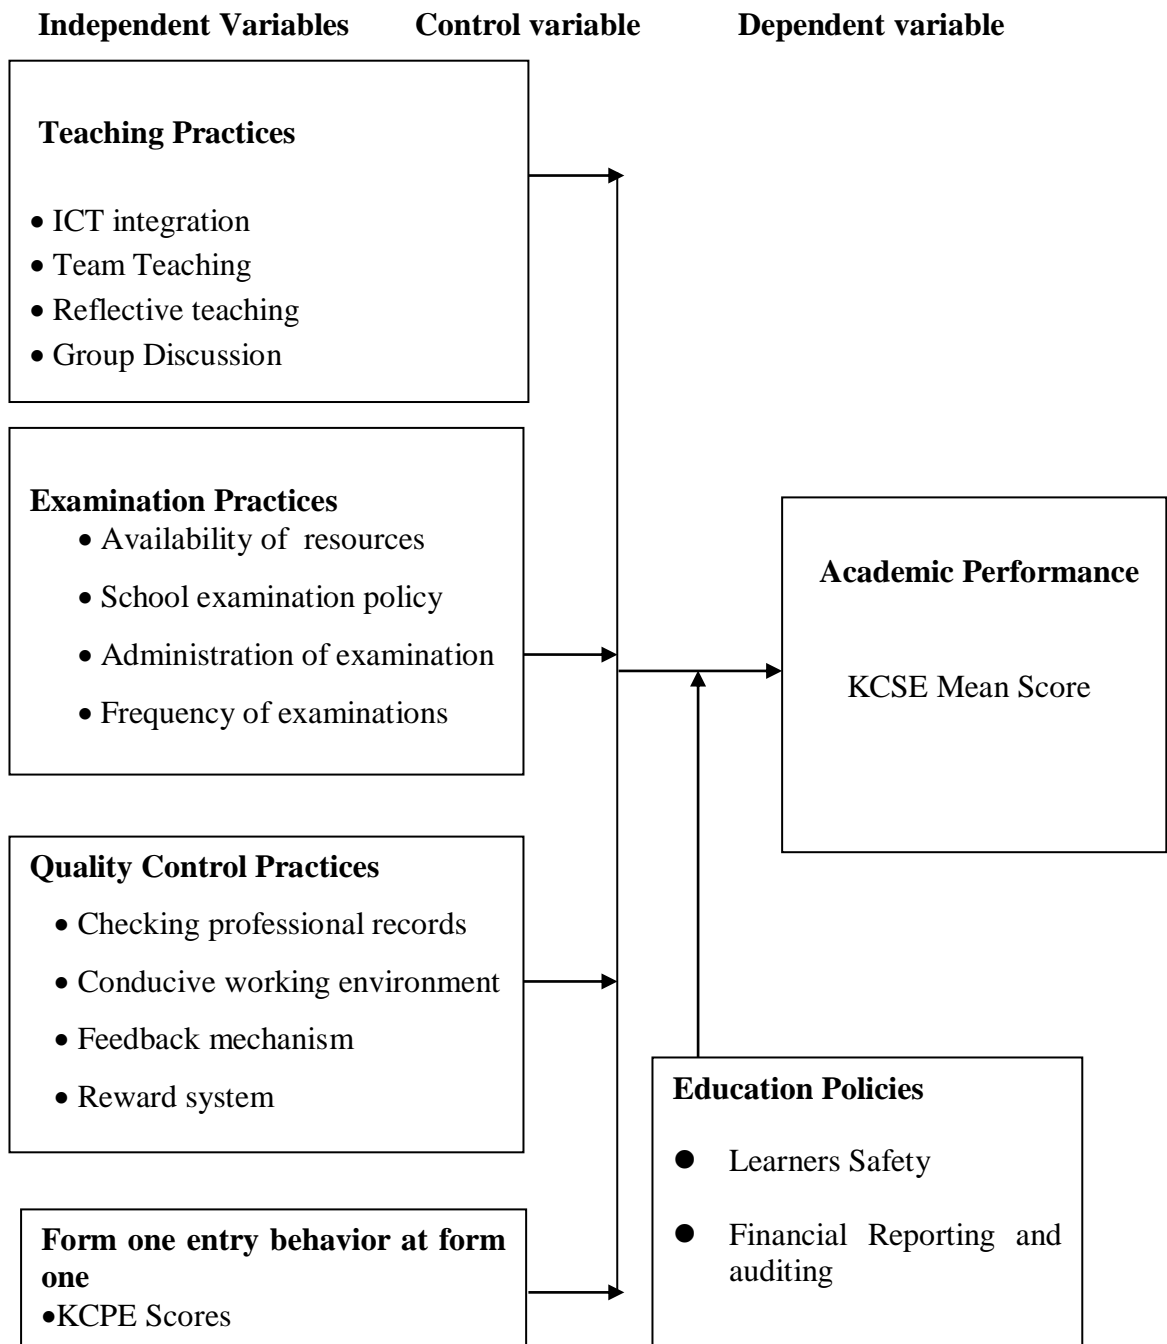 Independent Variables Control variable Dependent variable
Teaching Practices
• ICT integration
• Team Teaching
• Reflective teaching
• Group Discussion
Examination Practices
• Availability of resources
• School examination policy
• Administration of examination
• Frequency of examinations
Academic Performance
KCSE Mean Score
Quality Control Practices
• Checking professional records
• Conducive working environment
• Feedback mechanism
• Reward system
Education Policies
● Learners Safety
● Financial Reporting and
auditing
Form one entry behavior at form
one
•KCPE Scores